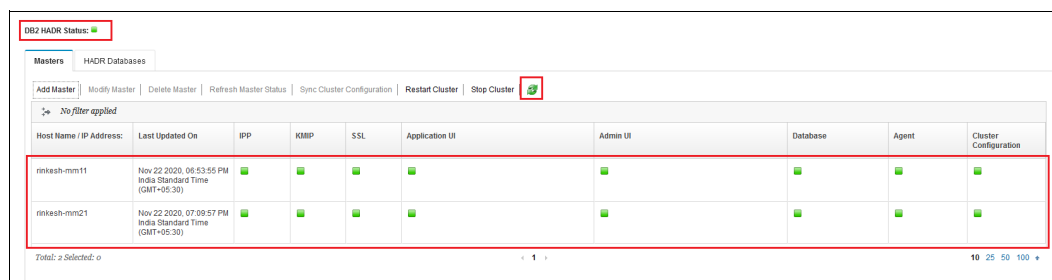 DB2 HADR Status:
Masters HADR Databases
Add Master Modify Master Delete Master Refresh Master Status Sync Cluster Configuration Restart Cluster Stop Cluster
No filter applied
Host Name / IP Address: Last Updated On IPP KMIP SSL Application UI Admin UI Database Agent Cluster
Configuration
rinkesh-mm11 Nov 22 2020, 06:53:55 PM
India Standard Time
(GMT+05:30)
rinkesh-mm21 Nov 22 2020, 07:09:57 PM
India Standard Time
(GMT+05:30)
Total: 2 Selected: 0 ‹ 1 › 10 25 50 100